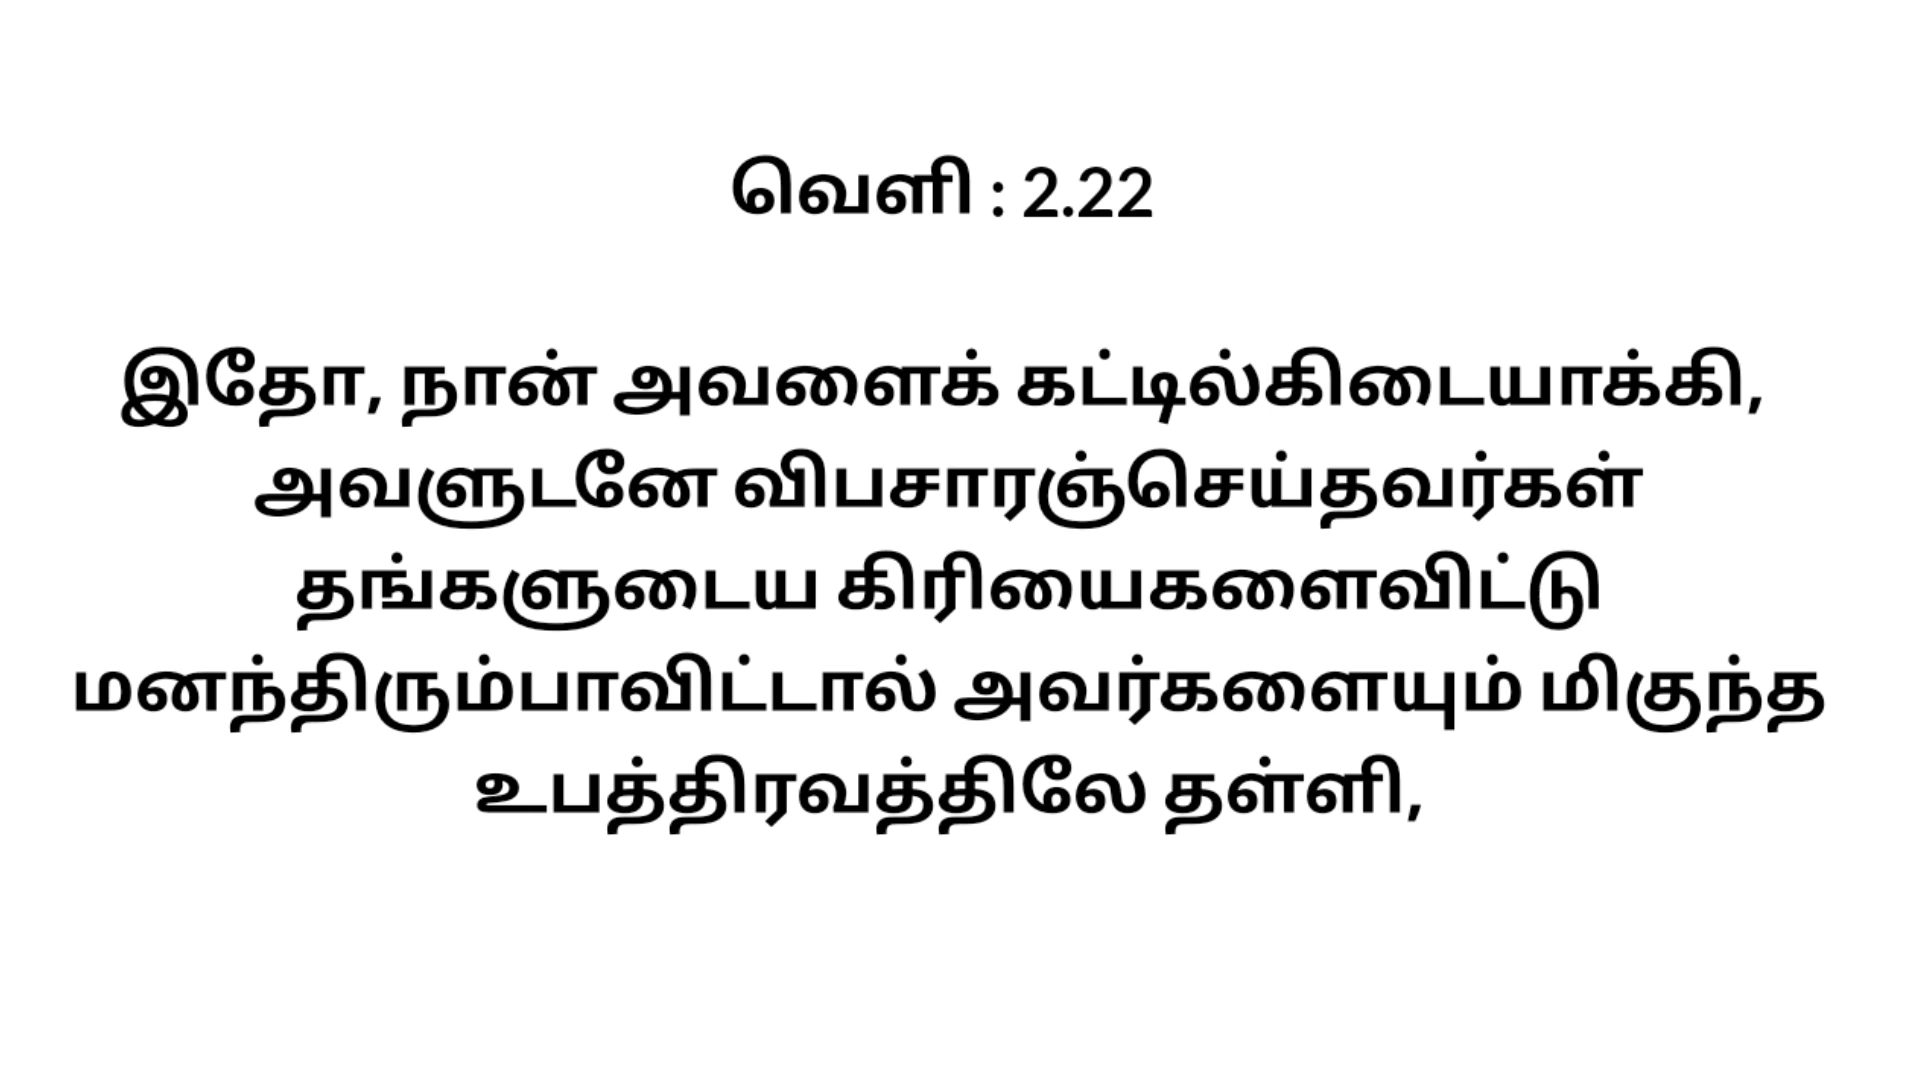 வெளி : 2.22
இதோ, நான் அவளைக் கட்டில்கிடையாக்கி,
அவளுடனே விபசாரஞ்செய்தவர்கள்
தங்களுடைய கிரியைகளைவிட்டு
மனந்திரும்பாவிட்டால் அவர்களையும் மிகுந்த
உபத்திரவத்திலே தள்ளி,